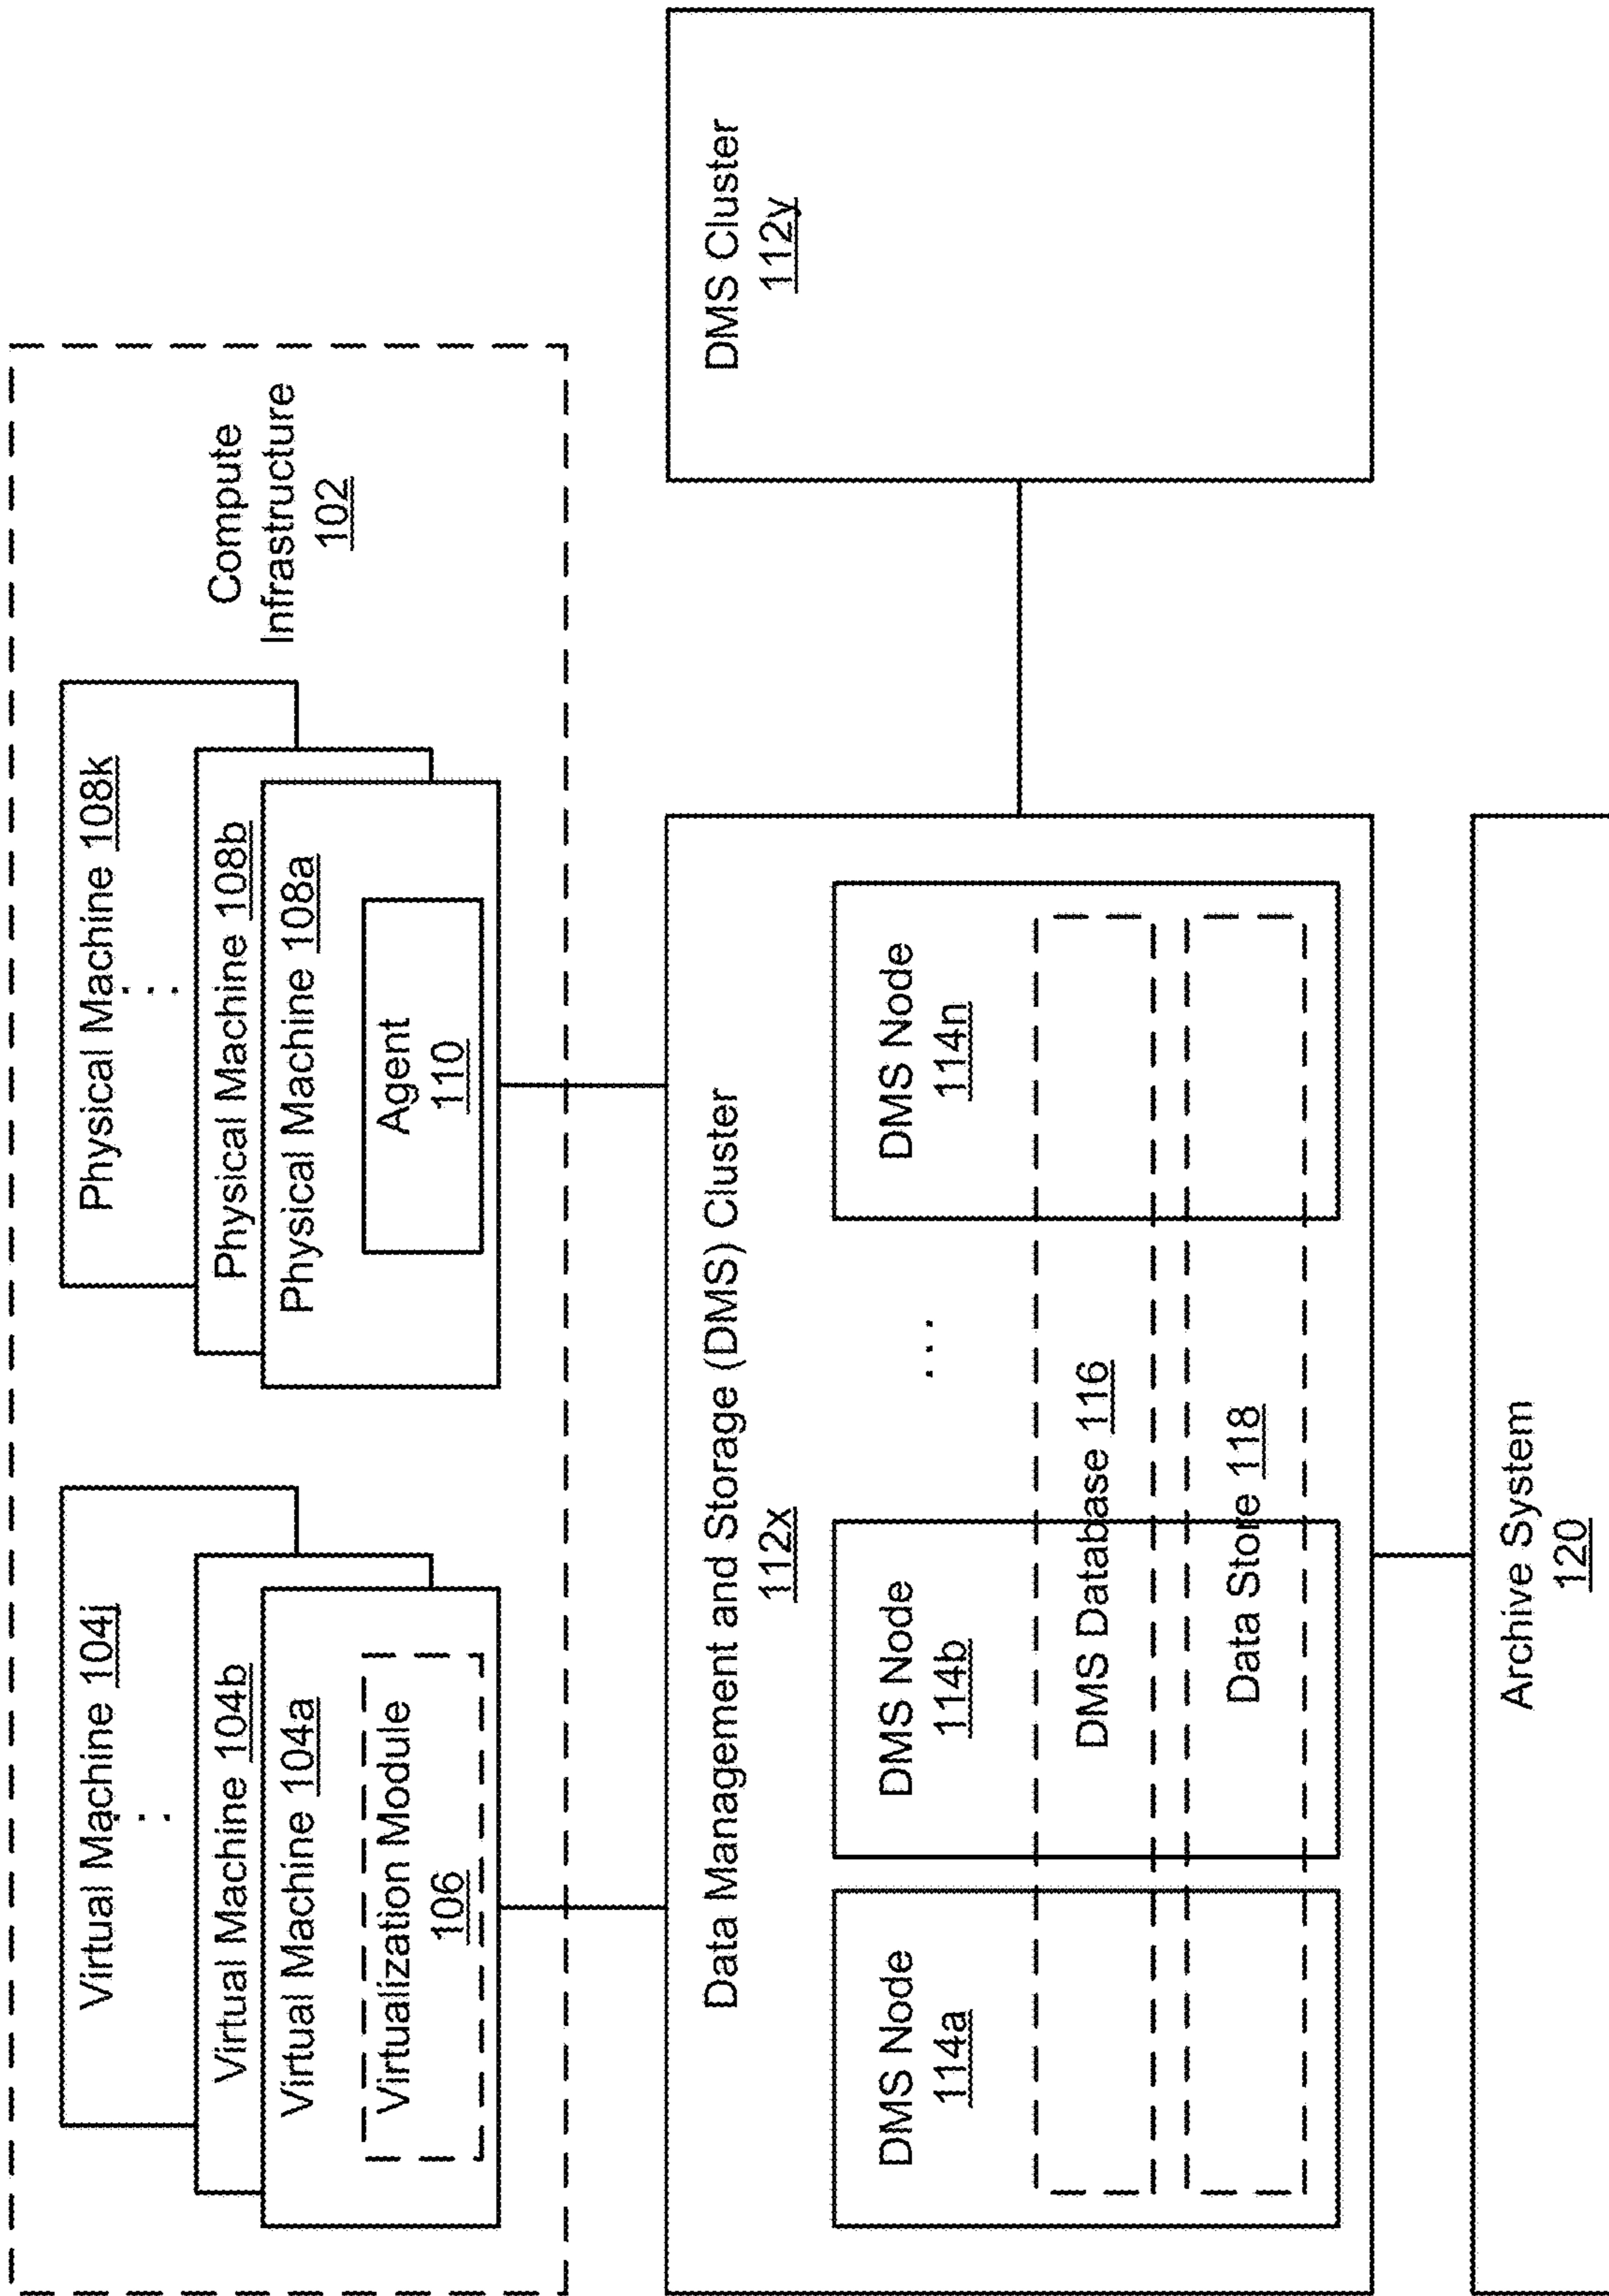 Virtual Machine 104j
. . .
Virtual Machine 104b
Virtual Machine 104a
Virtualization Module
106
Physical Machine 108k
. . .
Physical Machine 108b
Physical Machine 108a
Agent
110
Compute
Infrastructure
102
Data Management and Storage (DMS) Cluster
112x
DMS Node
114a
DMS Node
114b
. . .
DMS Node
114n
DMS Database 116
Data Store 118
DMS Cluster
112y
Archive System
120